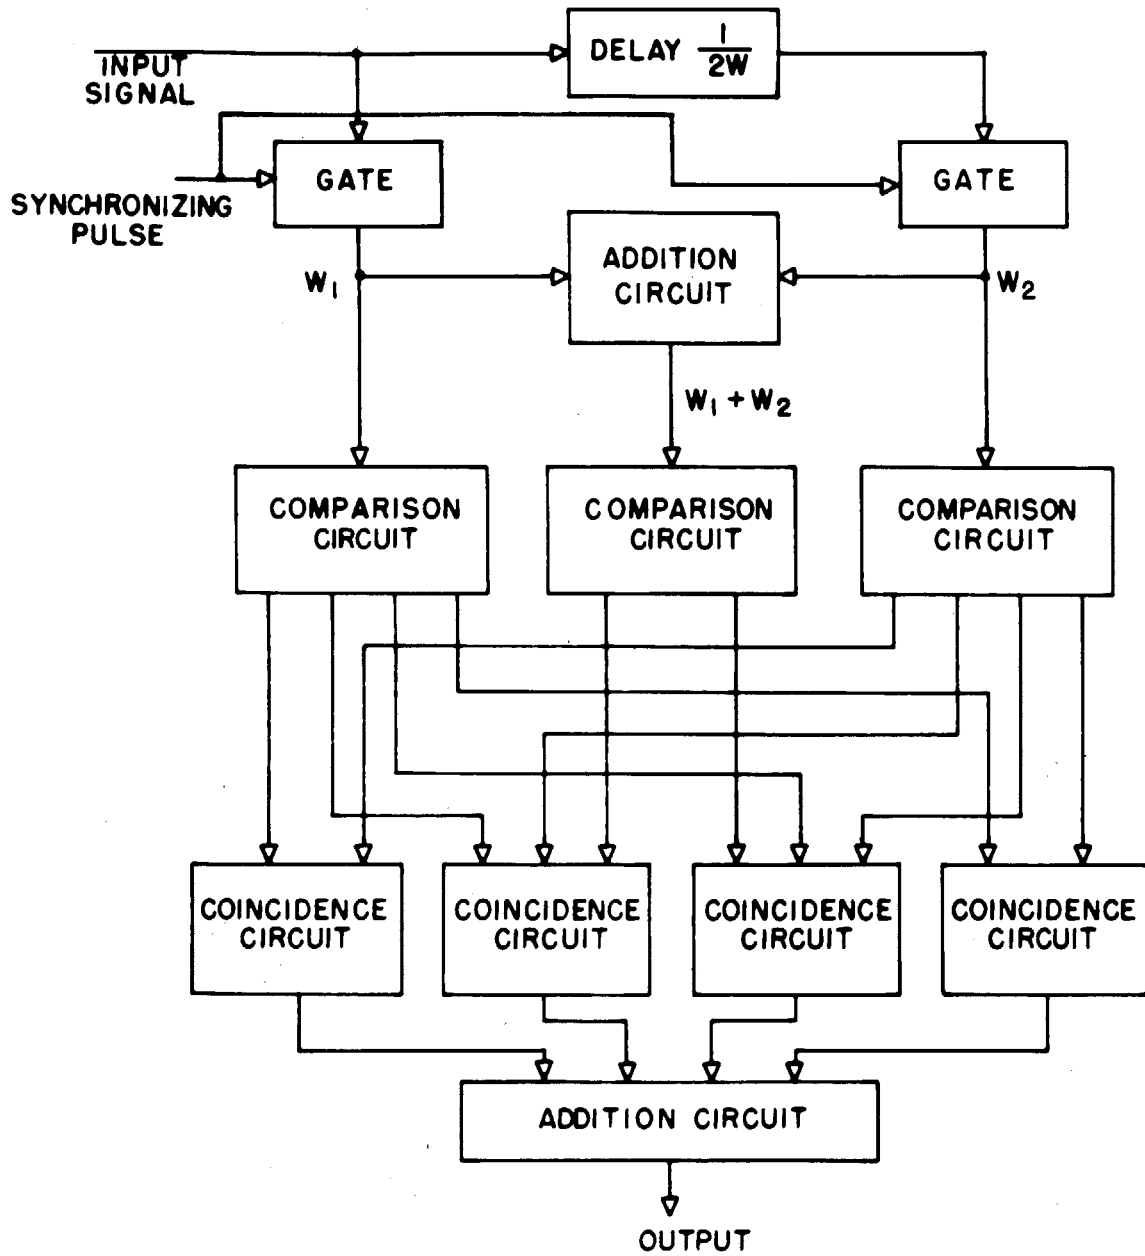 DELAY 1/2W
INPUT
SIGNAL
GATE
GATE
SYNCHRONIZING
PULSE
ADDITION
CIRCUIT
W1
W2
W1 + W2
COMPARISON
CIRCUIT
COMPARISON
CIRCUIT
COMPARISON
CIRCUIT
COINCIDENCE
CIRCUIT
COINCIDENCE
CIRCUIT
COINCIDENCE
CIRCUIT
COINCIDENCE
CIRCUIT
ADDITION CIRCUIT
OUTPUT